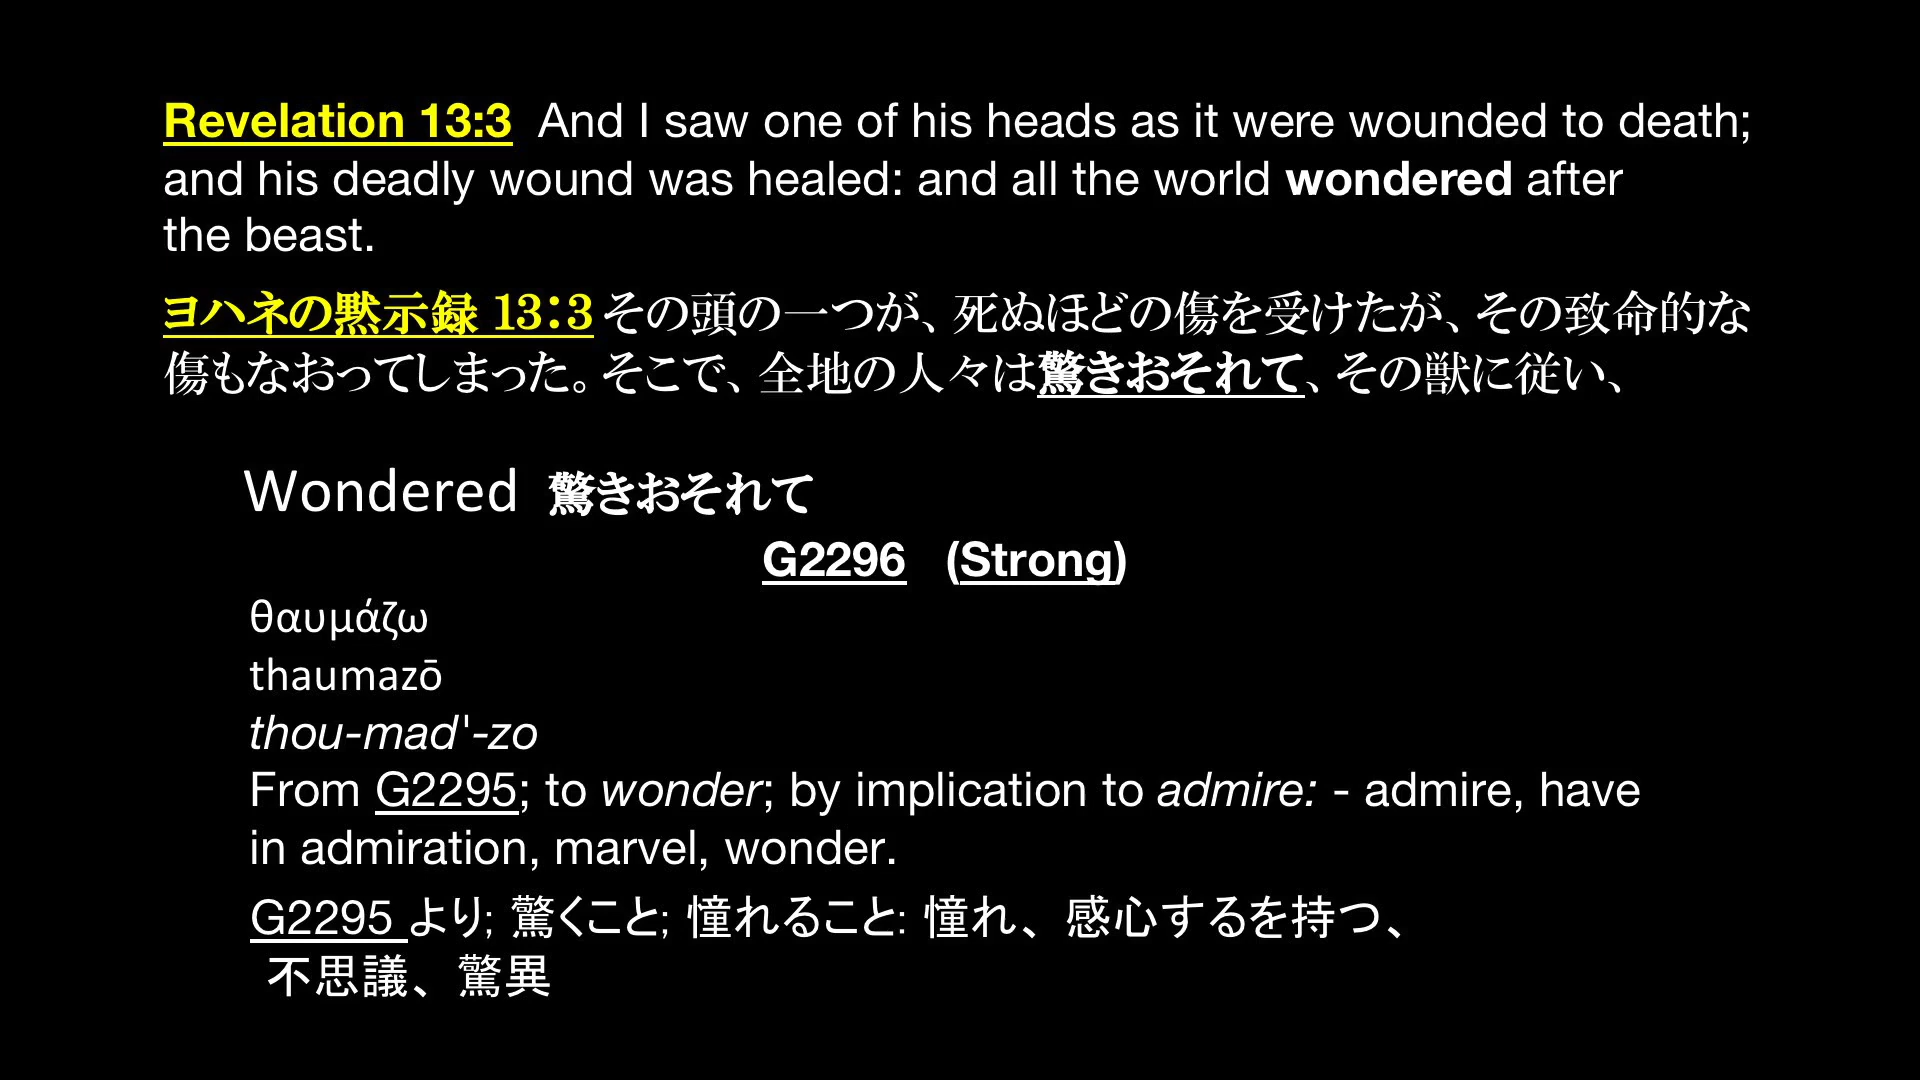 Revelation 13:3 And I saw one of his heads as it were wounded to death;
and his deadly wound was healed: and all the world wondered after
the beast.
ヨハネの黙示録 13:3 その頭の一つが、死ぬほどの傷を受けたが、その致命的な
傷もなおってしまった。そこで、全地の人々は驚きおそれて、その獣に従い、
Wondered 驚きおそれて
G2296 (Strong)
θαυμάζω
thaumazō
thou-mad'-zo
From G2295; to wonder; by implication to admire: - admire, have
in admiration, marvel, wonder.
G2295 より; 驚くこと; 憧れること: 憧れ、感心するを持つ、
不思議、驚異